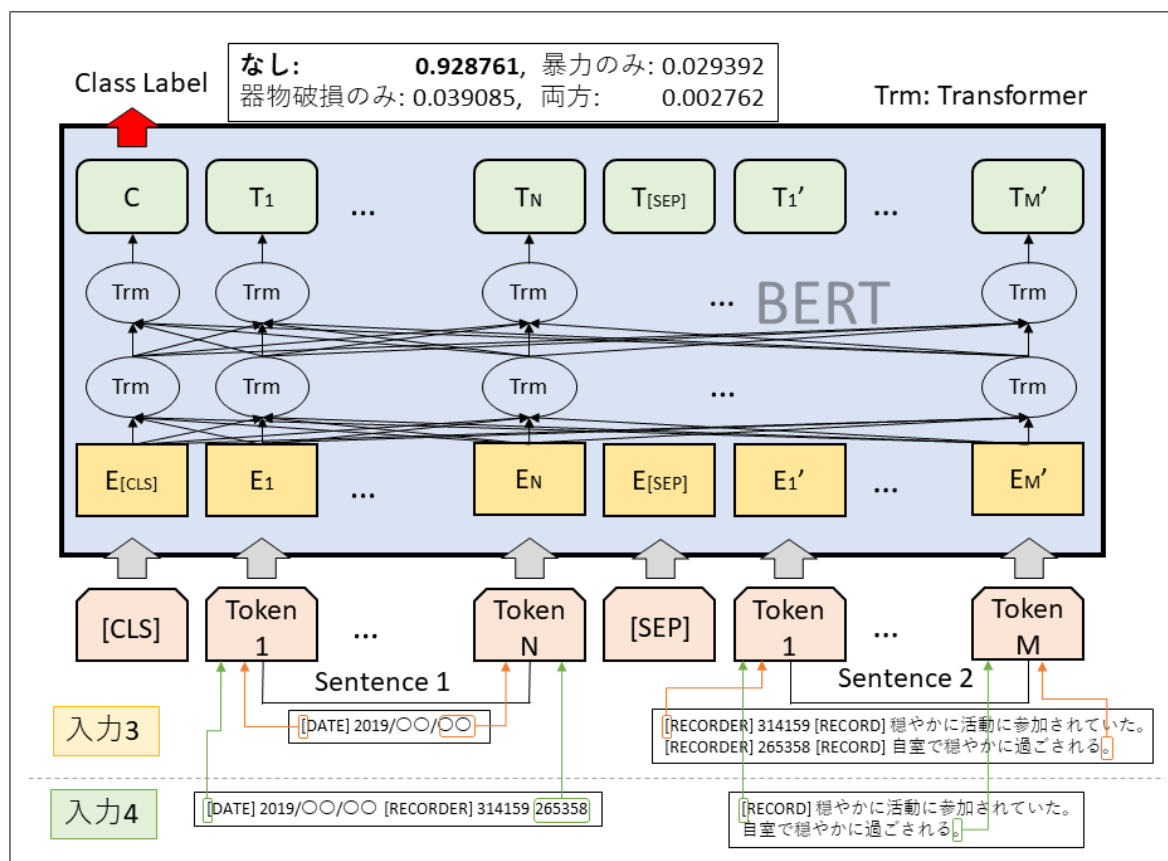 なし: 0.928761, 暴力のみ: 0.029392
器物破損のみ: 0.039085, 両方: 0.002762
Class Label
Trm: Transformer
C T1 ... TN T[SEP] T1’ ... TM’
Trm Trm Trm ... Trm
BERT
Trm Trm Trm ... Trm
E[CLS] E1 ... EN E[SEP] E1’ ... EM’
[CLS] Token 1 ... Token N [SEP] Token 1 ... Token M
Sentence 1 Sentence 2
入力3
[DATE] 2019/〇〇/〇〇
[RECORDER] 314159 [RECORD] 穏やかに活動に参加されていた。
[RECORDER] 265358 [RECORD] 自室で穏やかに過ごされる。
入力4
[DATE] 2019/〇〇/〇〇 [RECORDER] 314159 265358
[RECORD] 穏やかに活動に参加されていた。
自室で穏やかに過ごされる。